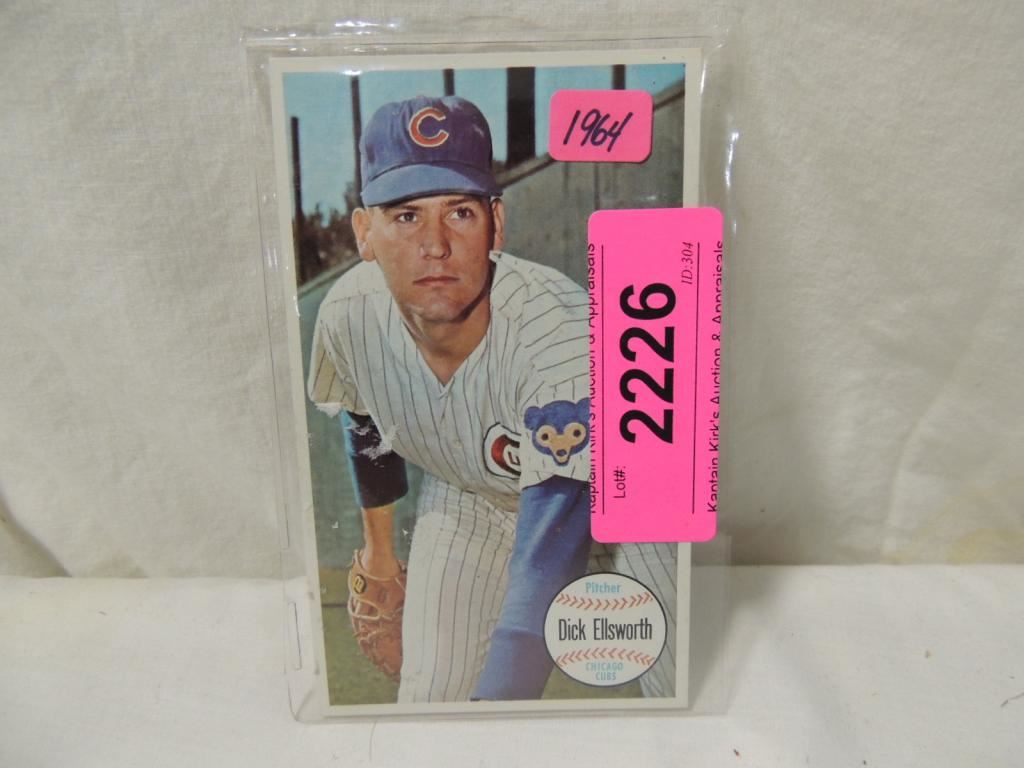 C
1964
ID:304
2226
Lot#:
Kaptain Kirk's Auction & Appraisals
Kaptain Kirk's Auction & Appraisals
C
Pitcher
Dick Ellsworth
CHICAGO
CUBS